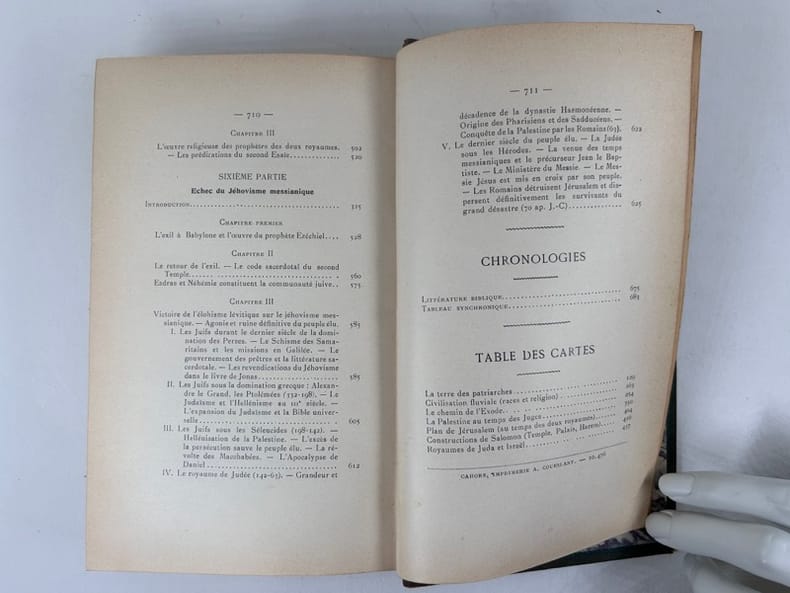 — 710 —
Chapitre III
L'œuvre religieuse des prophètes des deux royaumes. 502
— Les prédications du second Esaïe.............. 520
SIXIÈME PARTIE
Echec du Jéhovisme messianique
Introduction........................................ 525
Chapitre premier
L'exil à Babylone et l'œuvre du prophète Ezéchiel.... 528
Chapitre II
Le retour de l'exil. — Le code sacerdotal du second
Temple........................................ 560
Esdras et Néhémie constituent la communauté juive.. 575
Chapitre III
Victoire de l'élohisme lévitique sur le jéhovisme mes-
sianique. — Agonie et ruine définitive du peuple élu. 585
I. Les Juifs durant le dernier siècle de la domi-
nation des Perses. — Le Schisme des Sama-
ritains et les missions en Galilée. — Le
gouvernement des prêtres et la littérature sa-
cerdotale. — Les revendications du Jéhovisme
dans le livre de Jonas.................... 585
II. Les Juifs sous la domination grecque : Alexan-
dre le Grand, les Ptolémées (332-198). — Le
Judaïsme et l'Hellénisme au III° siècle. —
L'expansion du Judaïsme et la Bible univer-
selle.................................... 605
III. Les Juifs sous les Séleucides (198-142). —
Hellénisation de la Palestine. — L'excès de
la persécution sauve le peuple élu. — La ré-
volte des Macchabées. — L'Apocalypse de
Daniel................................ 612
IV. Le royaume de Judée (142-63). — Grandeur et
— 711 —
décadence de la dynastie Hasmonéenne. —
Origine des Pharisiens et des Sadducéens. —
Conquête de la Palestine par les Romains (63). 622
V. Le dernier siècle du peuple élu. — La Judée
sous les Hérodes. — La venue des temps
messianiques et le précurseur Jean le Bap-
tiste. — Le Ministère du Messie. — Le Mes-
sie Jésus est mis en croix par son peuple.
— Les Romains détruisent Jérusalem et dis-
persent définitivement les survivants du
grand désastre (70 ap. J.-C)............. 625
CHRONOLOGIES
Littérature biblique........................ 675
Tableau synchronique....................... 683
TABLE DES CARTES
La terre des patriarches.................... 129
Civilisation fluviale (races et religion)......... 163
Le chemin de l'Exode...................... 254
La Palestine au temps des Juges.............
Plan de Jérusalem (au temps des deux royaumes). 404
Constructions de Salomon (Temple, Palais, Harem).... 416
Royaumes de Juda et Israël.................. 437
CAHORS, IMPRIMERIE A. COUESLANT. — 20.476